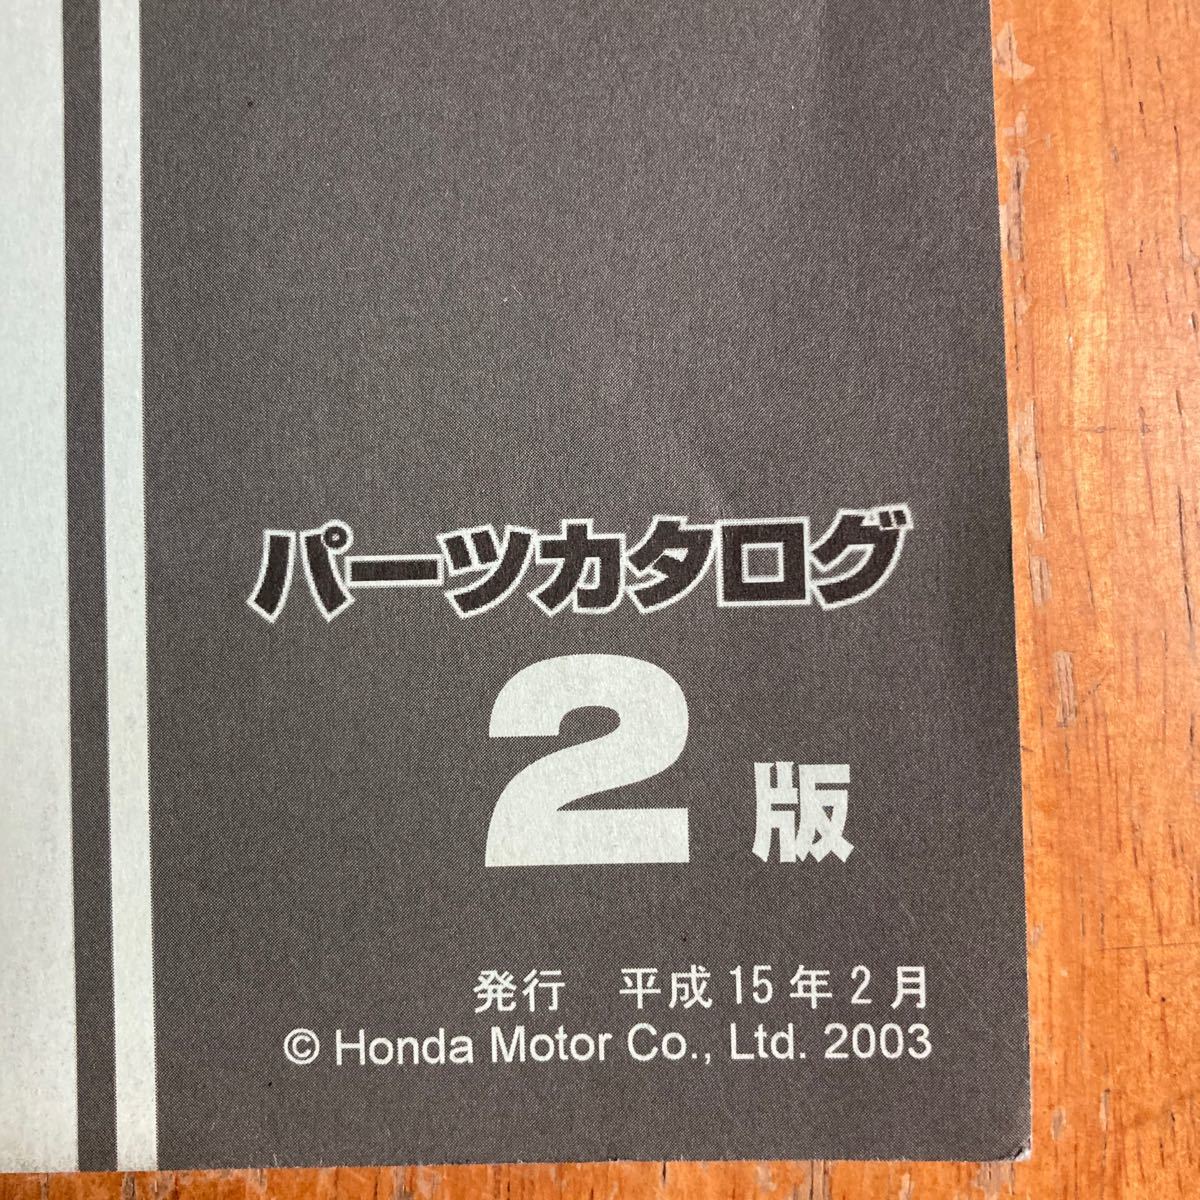 パーツカタログ
2版
発行　平成15年2月
© Honda Motor Co., Ltd. 2003